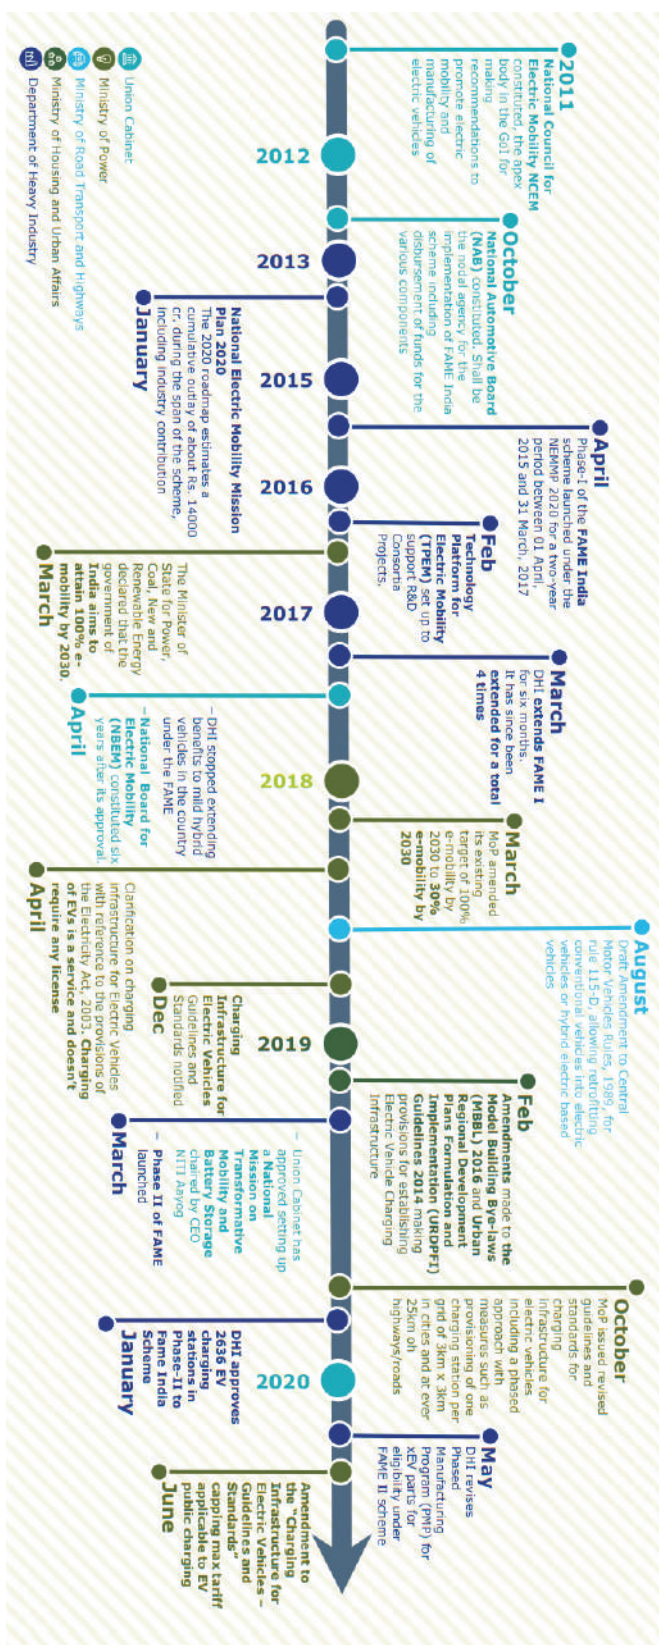 2011
National Council for
Electric Mobility NCEM
constituted, the apex
body in the GoI for
making
recommendations to
promote electric
mobility and
manufacturing of
electric vehicles
2012
October
National Automotive Board
(NAB) constituted. Shall be
the nodal agency for the
implementation of FAME India
scheme including
disbursement of funds for the
various components
2013
National Electric Mobility Mission
Plan 2020
The 2020 roadmap estimates a
cumulative outlay of about Rs. 14000
cr. during the span of the scheme,
including industry contribution
January
2015
April
Phase-I of the FAME India
scheme launched under the
NEMMP 2020 for a two-year
period between 01 April,
2015 and 31 March, 2017
2016
Feb
Technology
Platform for
Electric Mobility
(TPEM) set up to
support R&D
Consortia
Projects.
The Minister of
State for Power,
Coal, New and
Renewable Energy
declared that the
government of
India aims to
attain 100% e-
mobility by 2030.
March
2017
March
DHI extends FAME I
for six months.
It has since been
extended for a total
4 times
– DHI stopped extending
benefits to mild hybrid
vehicles in the country
under the FAME
– National Board for
Electric Mobility
(NBEM) constituted six
years after its approval.
April
2018
March
MoP amended
its existing
target of 100%
e-mobility by
2030 to 30%
e-mobility by
2030
Clarification on charging
infrastructure for Electric Vehicles
with reference to the provisions of
the Electricity Act, 2003. Charging
of EVs is a service and doesn't
require any license
April
August
Draft Amendment to Central
Motor Vehicles Rules, 1989, for
rule 115-D, allowing retrofitting
conventional vehicles into electric
vehicles or hybrid electric based
vehicles
Charging
Infrastructure for
Electric Vehicles
Guidelines and
Standards notified
Dec
2019
Feb
Amendments made to the
Model Building Bye-laws
(MBBL) 2016 and Urban
Regional Development
Plans Formulation and
Implementation (URDPFI)
Guidelines 2014 making
provisions for establishing
Electric Vehicle Charging
Infrastructure
– Union Cabinet has
approved setting up
a National
Mission on
Transformative
Mobility and
Battery Storage
chaired by CEO
NITI Aayog
– Phase II of FAME
launched
March
October
MoP issued revised
guidelines and
standards for
charging
infrastructure for
electric vehicles
including a phased
approach with
measures such as
provisioning of one
charging station per
grid of 3km x 3km
in cities and at ever
25km oh
highways/roads
DHI approves
2636 EV
charging
stations in
Phase-II to
Fame India
Scheme
January
2020
May
DHI revises
Phased
Manufacturing
Program (PMP) for
xEV parts for
eligibility under
FAME II scheme
Amendment to
the "Charging
Infrastructure for
Electric Vehicles –
Guidelines and
Standards"
capping max tariff
applicable to EV
public charging
June
Union Cabinet
Ministry of Power
Ministry of Road Transport and Highways
Ministry of Housing and Urban Affairs
Department of Heavy Industry